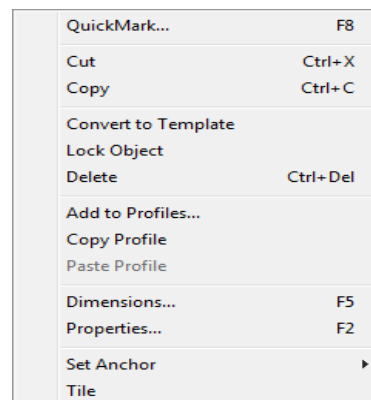 QuickMark... F8
Cut Ctrl+X
Copy Ctrl+C
Convert to Template
Lock Object
Delete Ctrl+Del
Add to Profiles...
Copy Profile
Paste Profile
Dimensions... F5
Properties... F2
Set Anchor
Tile